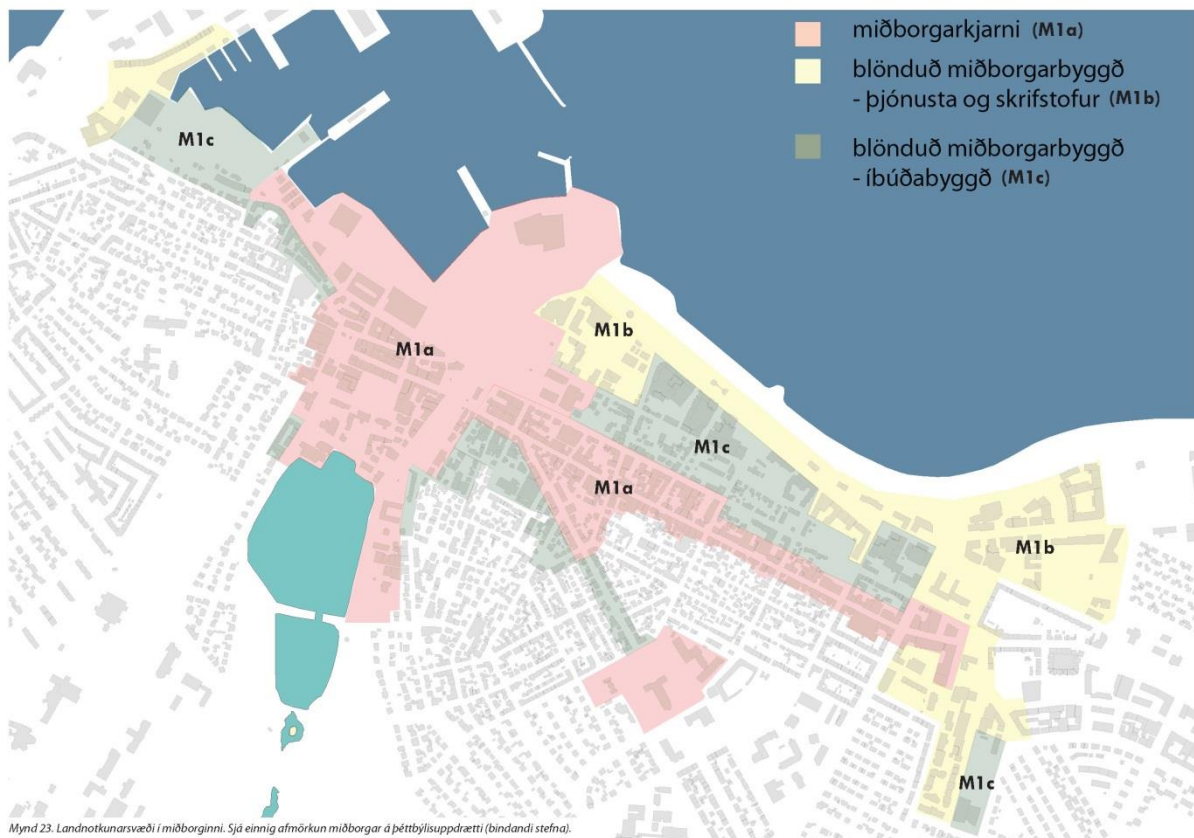 miðborgarkjarni (M1a)
blönduð miðborgarbyggð
- þjónusta og skrifstofur (M1b)
blönduð miðborgarbyggð
- íbúðabyggð (M1c)
M1c
M1a
M1b
M1c
M1a
M1b
M1c
Mynd 23. Landnotkunarsvæði í miðborginni. Sjá einnig afmörkun miðborgar á þéttbýlisuppdrætti (bindandi stefna).